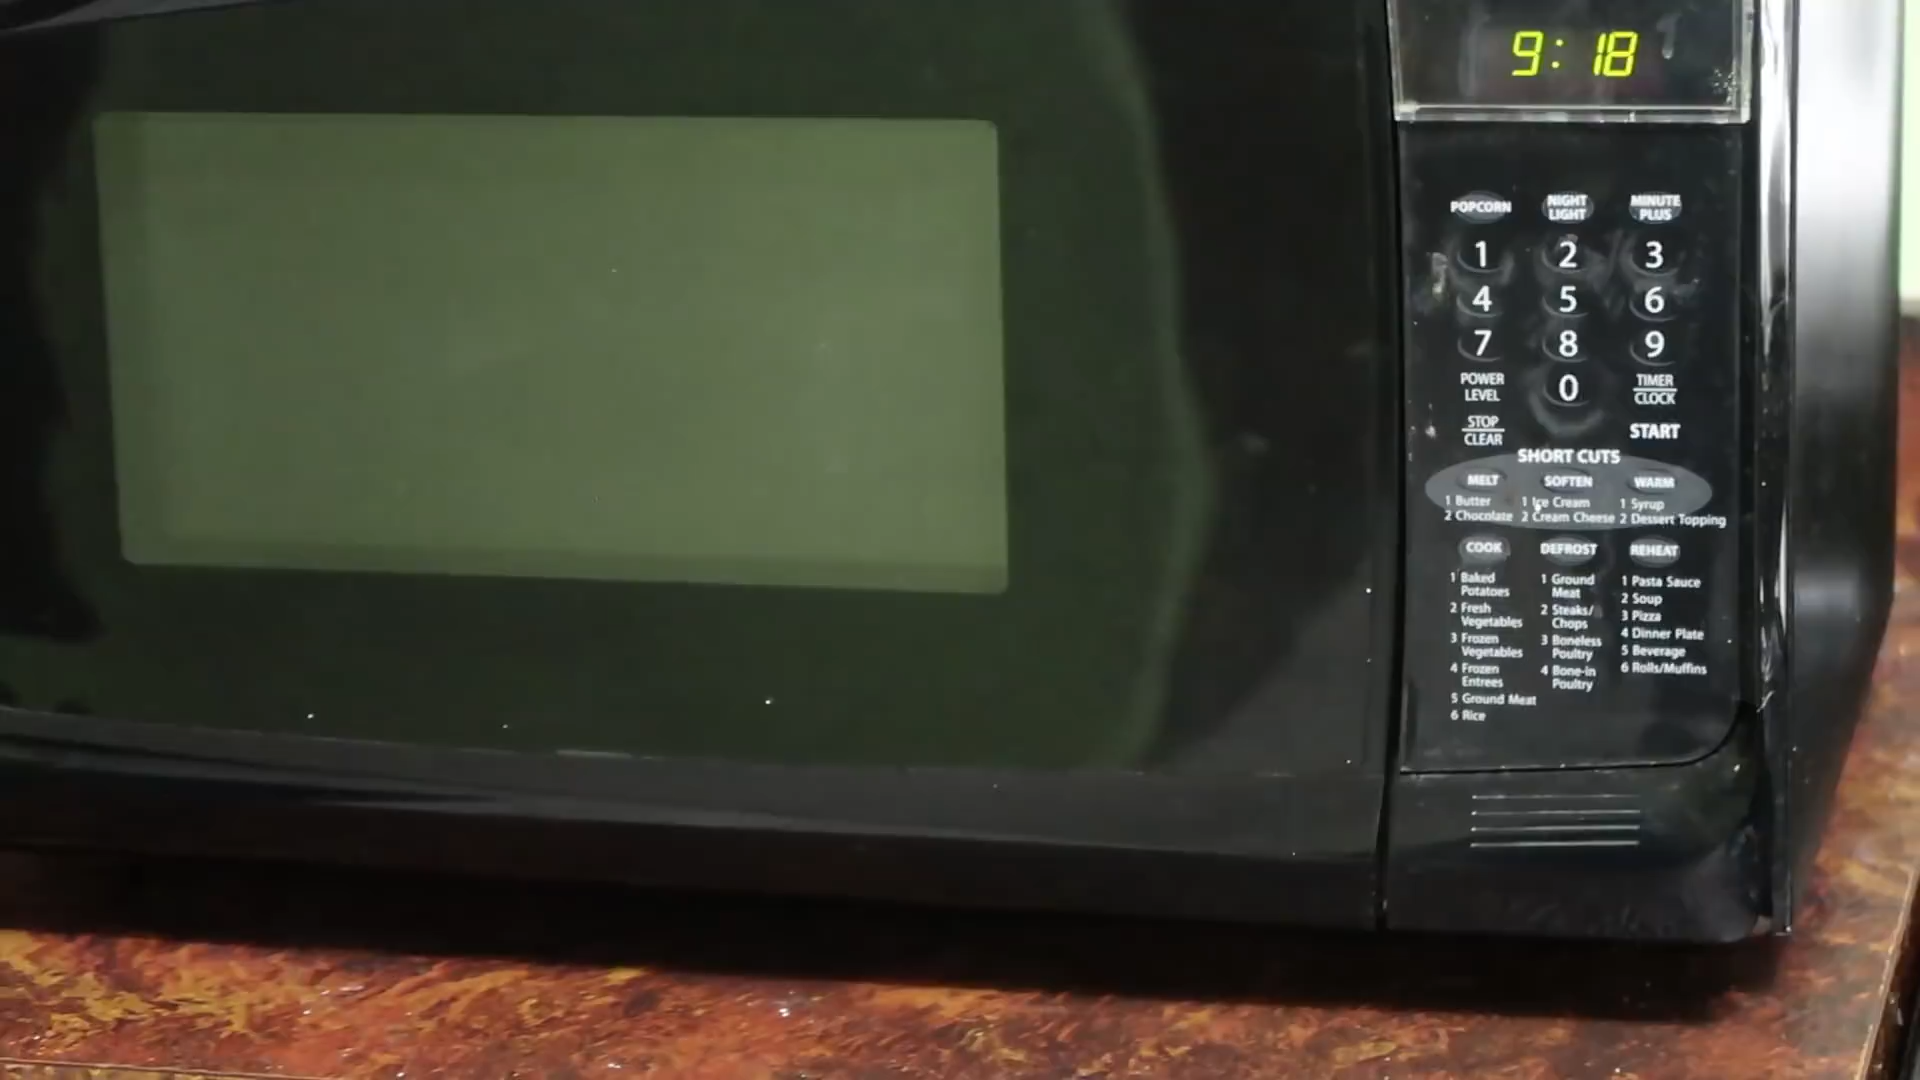 9:18
POPCORN NIGHT LIGHT MINUTE PLUS
1 2 3
4 5 6
7 8 9
POWER LEVEL 0 TIMER CLOCK
STOP CLEAR START
SHORT CUTS
MELT SOFTEN WARM
1 Butter 1 Ice Cream 1 Syrup
2 Chocolate 2 Cream Cheese 2 Dessert Topping
COOK DEFROST REHEAT
1 Baked Potatoes
2 Fresh Vegetables
3 Frozen Vegetables
4 Frozen Entrees
5 Ground Meat
6 Rice
1 Ground Meat
2 Steaks/Chops
3 Boneless Poultry
4 Bone-in Poultry
1 Pasta Sauce
2 Soup
3 Pizza
4 Dinner Plate
5 Beverage
6 Rolls/Muffins